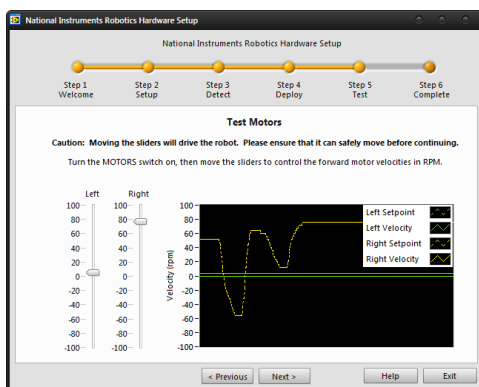 National Instruments Robotics Hardware Setup
National Instruments Robotics Hardware Setup
Step 1 Step 2 Step 3 Step 4 Step 5 Step 6
Welcome Setup Detect Deploy Test Complete
Test Motors
Caution: Moving the sliders will drive the robot. Please ensure that it can safely move before continuing.
Turn the MOTORS switch on, then move the sliders to control the forward motor velocities in RPM.
Left Right
100 100 100
80 80 80
60 60 60
40 40 40
20 20 20
0 0 0
-20 -20 -20
-40 -40 -40
-60 -60 -60
-80 -80 -80
-100 -100 -100
Velocity (rpm)
Left Setpoint
Left Velocity
Right Setpoint
Right Velocity
< Previous Next > Help Exit